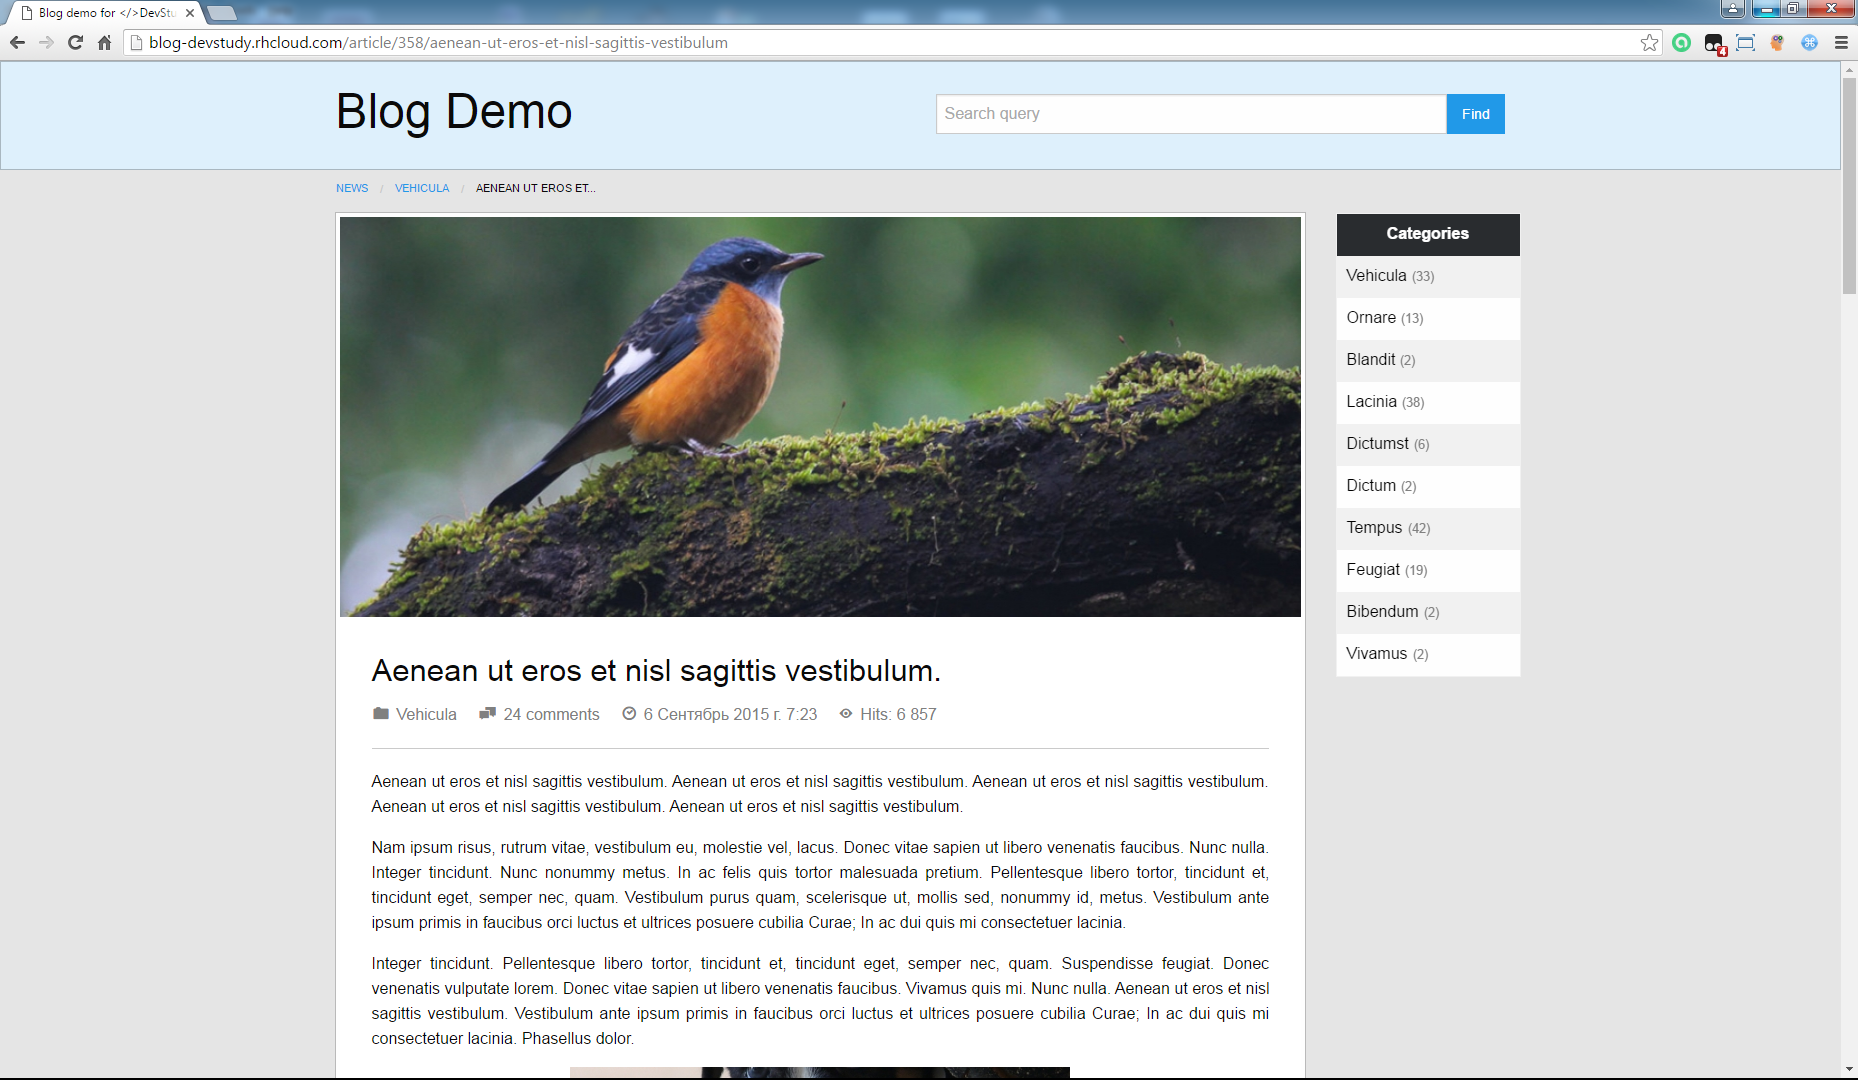 Blog demo for </>DevStu
blog-devstudy.rhcloud.com/article/358/aenean-ut-eros-et-nisl-sagittis-vestibulum
4
Blog Demo
Search query
Find
NEWS / VEHICULA / AENEAN UT EROS ET...
Categories
Vehicula (33)
Ornare (13)
Blandit (2)
Lacinia (38)
Dictumst (6)
Dictum (2)
Tempus (42)
Feugiat (19)
Bibendum (2)
Vivamus (2)
Aenean ut eros et nisl sagittis vestibulum.
Vehicula 24 comments 6 Сентябрь 2015 г. 7:23 Hits: 6 857
Aenean ut eros et nisl sagittis vestibulum. Aenean ut eros et nisl sagittis vestibulum. Aenean ut eros et nisl sagittis vestibulum.
Aenean ut eros et nisl sagittis vestibulum. Aenean ut eros et nisl sagittis vestibulum.
Nam ipsum risus, rutrum vitae, vestibulum eu, molestie vel, lacus. Donec vitae sapien ut libero venenatis faucibus. Nunc nulla.
Integer tincidunt. Nunc nonummy metus. In ac felis quis tortor malesuada pretium. Pellentesque libero tortor, tincidunt et,
tincidunt eget, semper nec, quam. Vestibulum purus quam, scelerisque ut, mollis sed, nonummy id, metus. Vestibulum ante
ipsum primis in faucibus orci luctus et ultrices posuere cubilia Curae; In ac dui quis mi consectetuer lacinia.
Integer tincidunt. Pellentesque libero tortor, tincidunt et, tincidunt eget, semper nec, quam. Suspendisse feugiat. Donec
venenatis vulputate lorem. Donec vitae sapien ut libero venenatis faucibus. Vivamus quis mi. Nunc nulla. Aenean ut eros et nisl
sagittis vestibulum. Vestibulum ante ipsum primis in faucibus orci luctus et ultrices posuere cubilia Curae; In ac dui quis mi
consectetuer lacinia. Phasellus dolor.